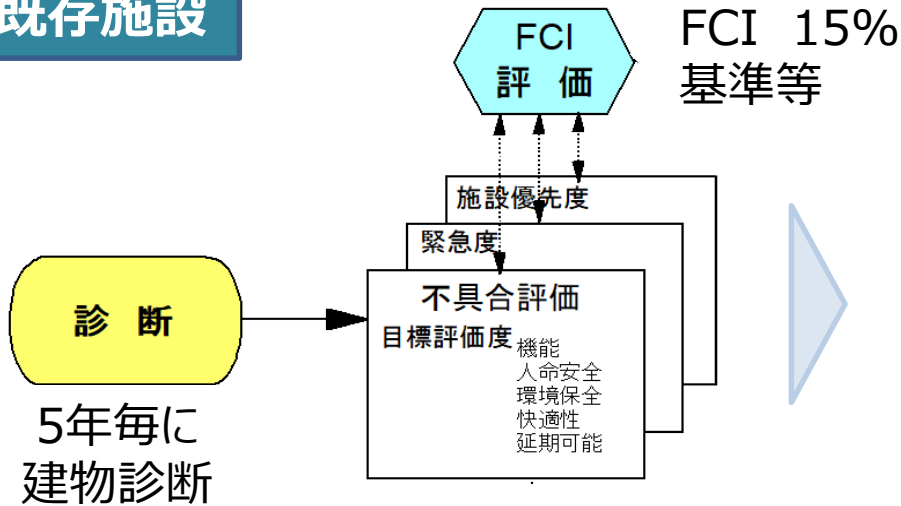 既存施設
FCI
評 価
FCI 15%
基準等
施設優先度
緊急度
不具合評価
目標評価度
機能
人命安全
環境保全
快適性
延期可能
診 断
5年毎に
建物診断